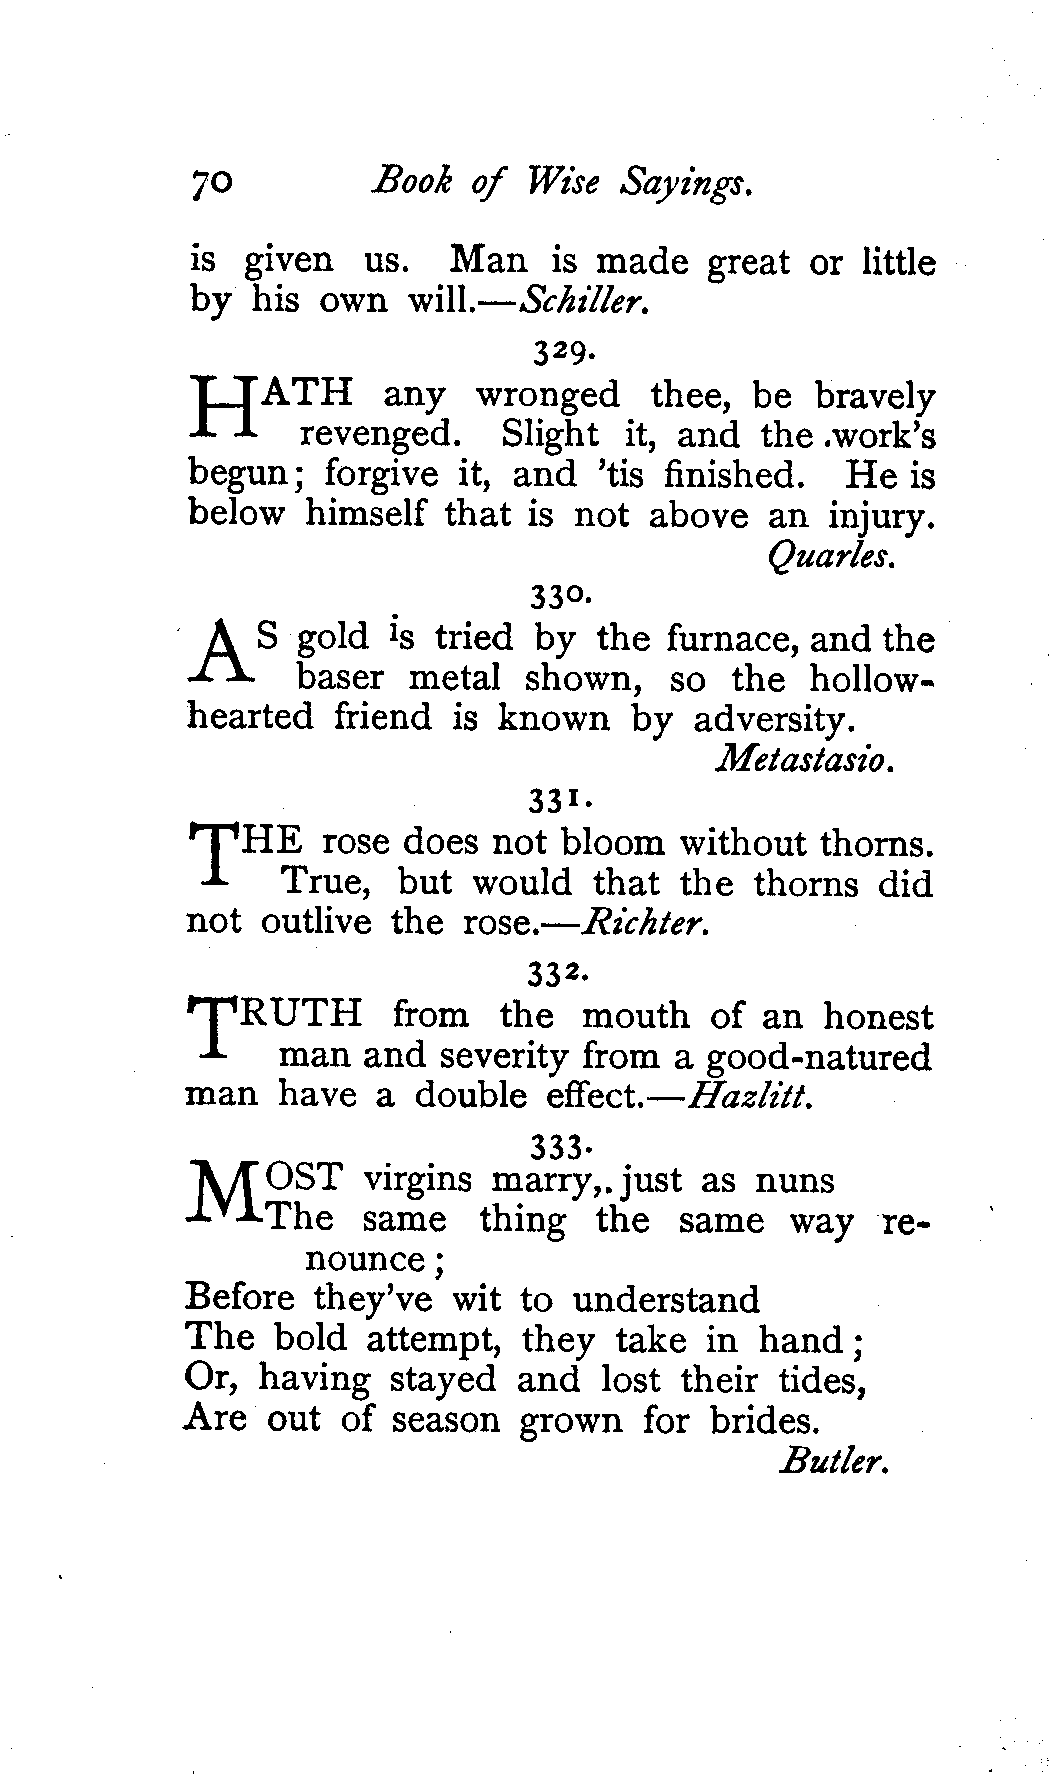 70 Book of Wise Sayings.
is given us. Man is made great or little
by his own will.—Schiller.
329.
HATH any wronged thee, be bravely
revenged. Slight it, and the .work's
begun; forgive it, and 'tis finished. He is
below himself that is not above an injury.
Quarles.
330.
AS gold is tried by the furnace, and the
baser metal shown, so the hollow-
hearted friend is known by adversity.
Metastasio.
331.
THE rose does not bloom without thorns.
True, but would that the thorns did
not outlive the rose.—Richter.
332.
TRUTH from the mouth of an honest
man and severity from a good-natured
man have a double effect.—Hazlitt.
333.
MOST virgins marry,. just as nuns
The same thing the same way re-
nounce;
Before they've wit to understand
The bold attempt, they take in hand;
Or, having stayed and lost their tides,
Are out of season grown for brides.
Butler.